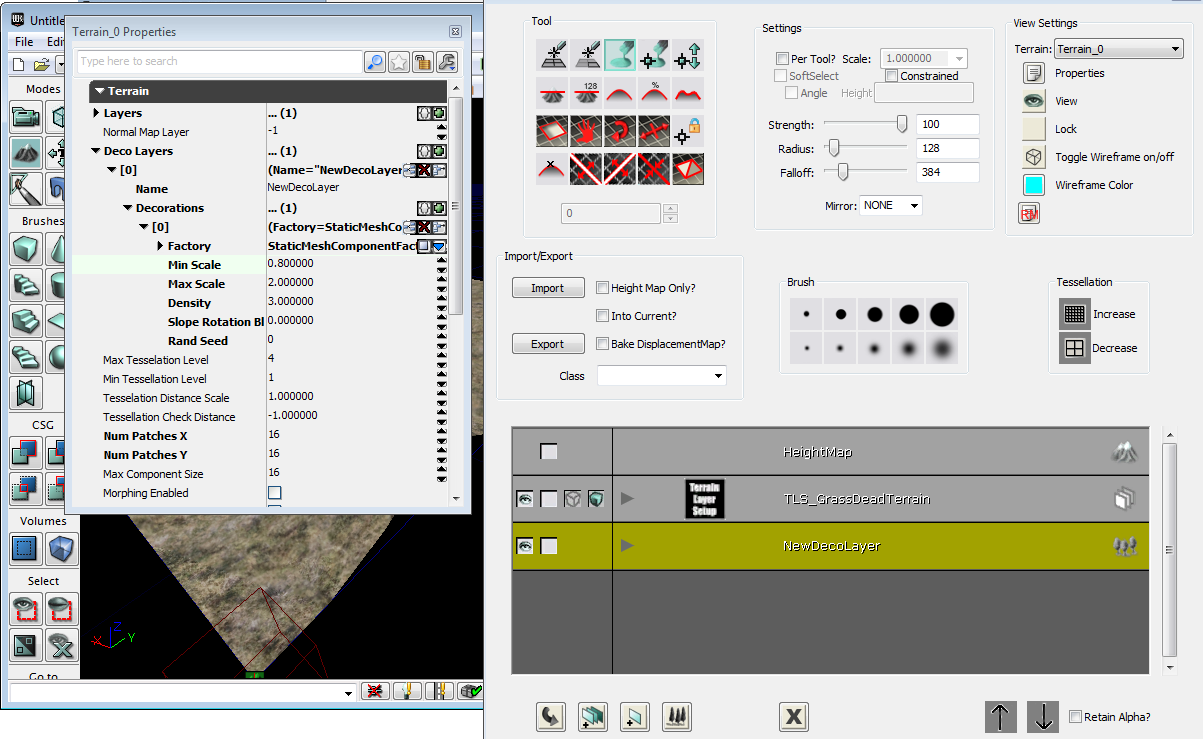 Untitle
File Edi
Modes
Brushes
CSG
Volumes
Select
Go to
Terrain_0 Properties
Type here to search
Terrain
Layers ... (1)
Normal Map Layer -1
Deco Layers ... (1)
[0] (Name="NewDecoLayer
Name NewDecoLayer
Decorations ... (1)
[0] (Factory=StaticMeshCo
Factory StaticMeshComponentFact
Min Scale 0.800000
Max Scale 2.000000
Density 3.000000
Slope Rotation Bl 0.000000
Rand Seed 0
Max Tesselation Level 4
Min Tessellation Level 1
Tesselation Distance Scale 1.000000
Tessellation Check Distance -1.000000
Num Patches X 16
Num Patches Y 16
Max Component Size 16
Morphing Enabled
X Z Y
Tool
128
%
0
Settings
Per Tool? Scale: 1.000000
SoftSelect Constrained
Angle Height
Strength: 100
Radius: 128
Falloff: 384
Mirror: NONE
View Settings
Terrain: Terrain_0
Properties
View
Lock
Toggle Wireframe on/off
Wireframe Color
Import/Export
Import Height Map Only?
Into Current?
Export Bake DisplacementMap?
Class
Brush
Tessellation
Increase
Decrease
HeightMap
Terrain Layer Setup TLS_GrassDeadTerrain
NewDecoLayer
X
Retain Alpha?